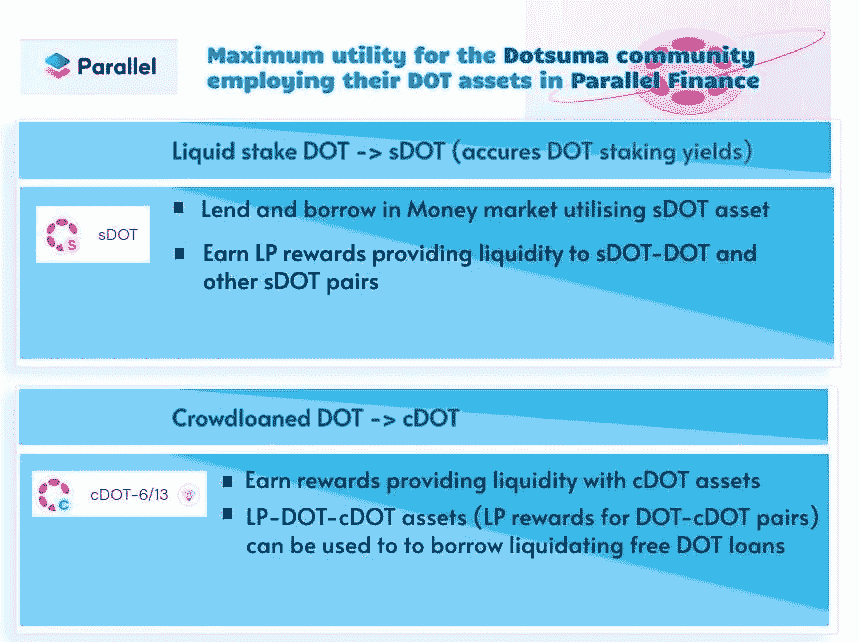 Parallel
Maximum utility for the Dotsuma community
employing their DOT assets in Parallel Finance
Liquid stake DOT -> sDOT (accures DOT staking yields)
S
sDOT
▪ Lend and borrow in Money market utilising sDOT asset
▪ Earn LP rewards providing liquidity to sDOT-DOT and
other sDOT pairs
Crowdloaned DOT -> cDOT
C
cDOT-6/13
▪ Earn rewards providing liquidity with cDOT assets
▪ LP-DOT-cDOT assets (LP rewards for DOT-cDOT pairs)
can be used to to borrow liquidating free DOT loans